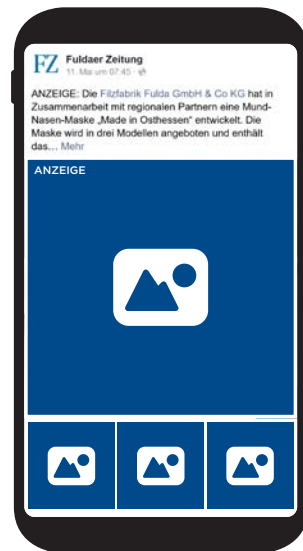 FZ Fuldaer Zeitung
11. Mai um 07:45 ·
ANZEIGE: Die Filzfabrik Fulda GmbH & Co KG hat in
Zusammenarbeit mit regionalen Partnern eine Mund-
Nasen-Maske „Made in Osthessen“ entwickelt. Die
Maske wird in drei Modellen angeboten und enthält
das... Mehr
ANZEIGE